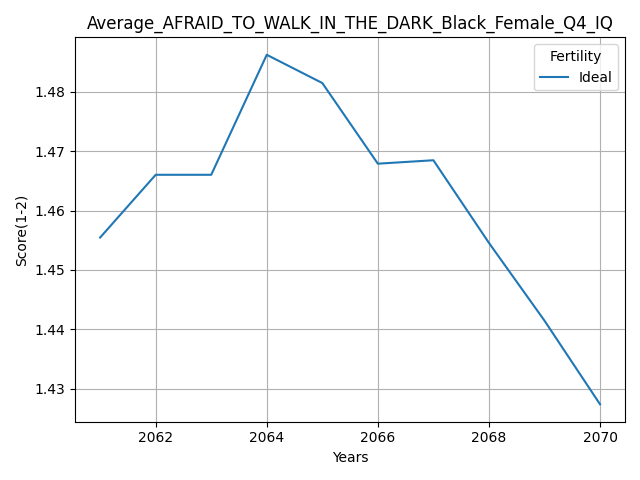 Average_AFRAID_TO_WALK_IN_THE_DARK_Black_Female_Q4_IQ
Fertility
Ideal
Score(1-2)
1.48
1.47
1.46
1.45
1.44
1.43
2062 2064 2066 2068 2070
Years